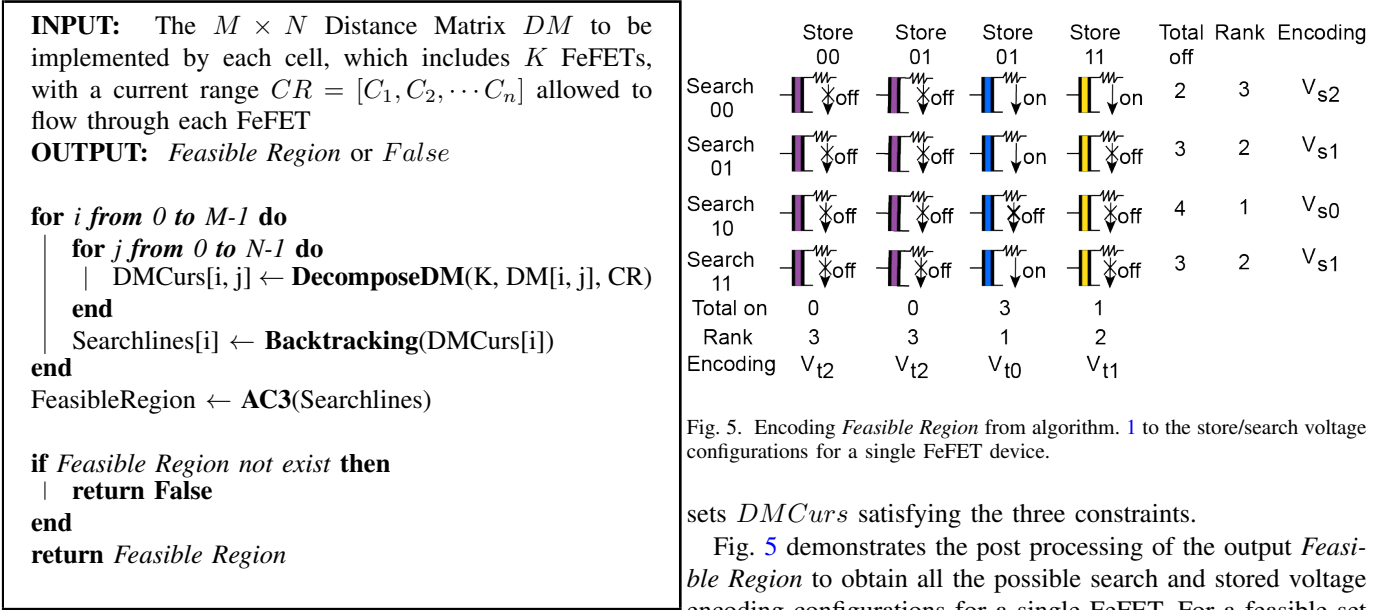 INPUT: The M × N Distance Matrix DM to be
implemented by each cell, which includes K FeFETs,
with a current range CR = [C1, C2, · · · Cn] allowed to
flow through each FeFET
OUTPUT: Feasible Region or False
for i from 0 to M-1 do
for j from 0 to N-1 do
DMCurs[i, j] ← DecomposeDM(K, DM[i, j], CR)
end
Searchlines[i] ← Backtracking(DMCurs[i])
end
FeasibleRegion ← AC3(Searchlines)
if Feasible Region not exist then
return False
end
return Feasible Region
Store 00 Store 01 Store 01 Store 11 Total off Rank Encoding
Search 00 off off on on 2 3 Vs2
Search 01 off off on off 3 2 Vs1
Search 10 off off off off 4 1 Vs0
Search 11 off off on off 3 2 Vs1
Total on 0 0 3 1
Rank 3 3 1 2
Encoding Vt2 Vt2 Vt0 Vt1
Fig. 5. Encoding Feasible Region from algorithm. 1 to the store/search voltage
configurations for a single FeFET device.
sets DMCurs satisfying the three constraints.
Fig. 5 demonstrates the post processing of the output Feasi-
ble Region to obtain all the possible search and stored voltage
encoding configurations for a single FeFET. For a feasible set